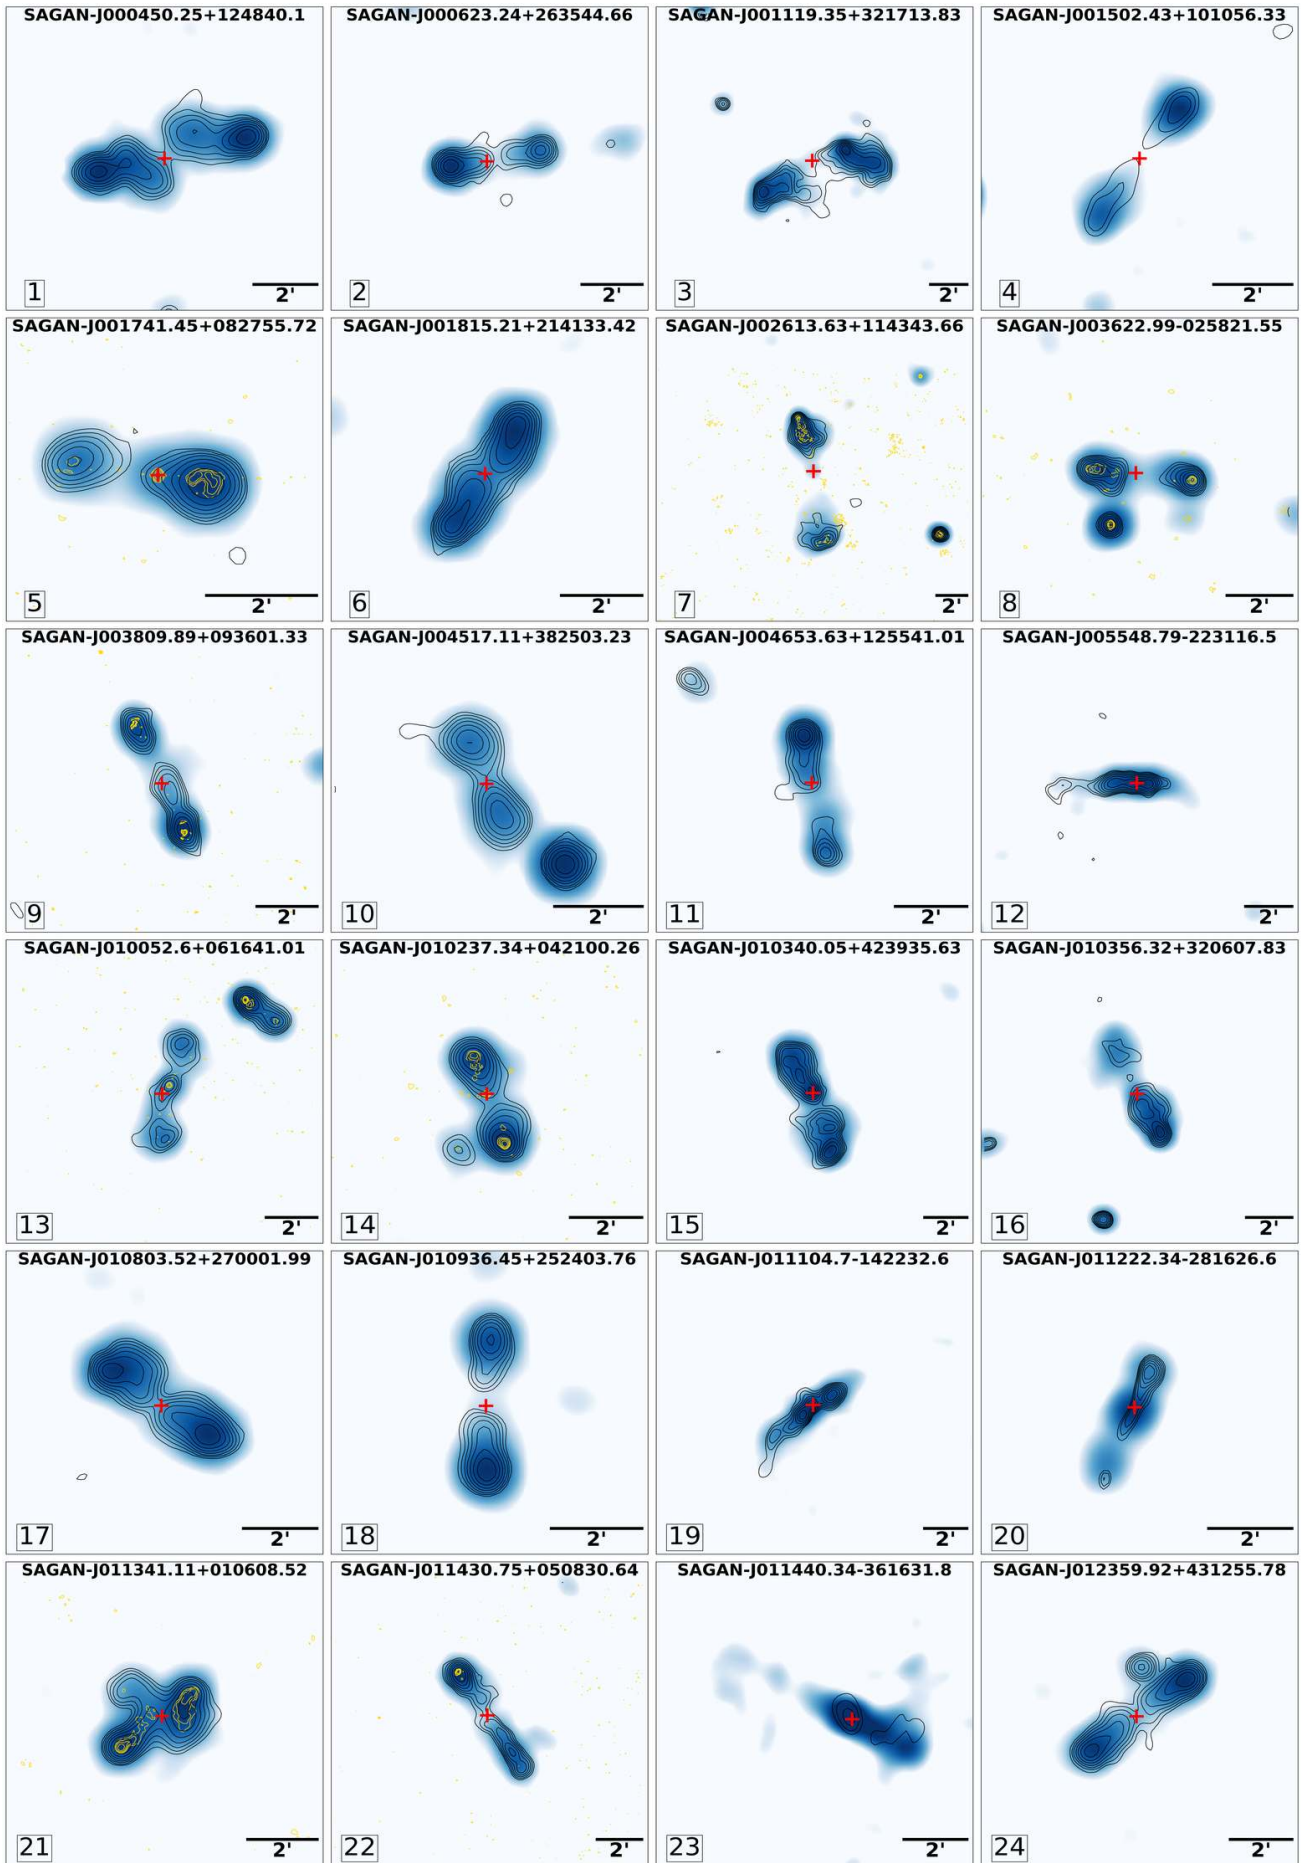 SAGAN-J000450.25+124840.1 SAGAN-J000623.24+263544.66 SAGAN-J001119.35+321713.83 SAGAN-J001502.43+101056.33
1 2' 2 2' 3 2' 4 2'
SAGAN-J001741.45+082755.72 SAGAN-J001815.21+214133.42 SAGAN-J002613.63+114343.66 SAGAN-J003622.99-025821.55
5 2' 6 2' 7 2' 8 2'
SAGAN-J003809.89+093601.33 SAGAN-J004517.11+382503.23 SAGAN-J004653.63+125541.01 SAGAN-J005548.79-223116.5
9 2' 10 2' 11 2' 12 2'
SAGAN-J010052.6+061641.01 SAGAN-J010237.34+042100.26 SAGAN-J010340.05+423935.63 SAGAN-J010356.32+320607.83
13 2' 14 2' 15 2' 16 2'
SAGAN-J010803.52+270001.99 SAGAN-J010936.45+252403.76 SAGAN-J011104.7-142232.6 SAGAN-J011222.34-281626.6
17 2' 18 2' 19 2' 20 2'
SAGAN-J011341.11+010608.52 SAGAN-J011430.75+050830.64 SAGAN-J011440.34-361631.8 SAGAN-J012359.92+431255.78
21 2' 22 2' 23 2' 24 2'